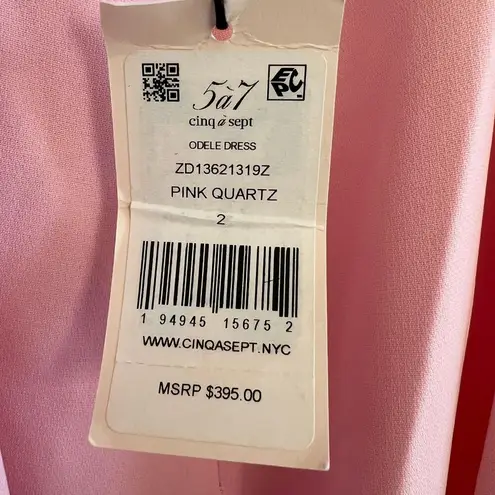 5à7
cinq à sept
ODELE DRESS
ZD13621319Z
PINK QUARTZ
2
1 94945 15675 2
WWW.CINQASEPT.NYC
MSRP $395.00